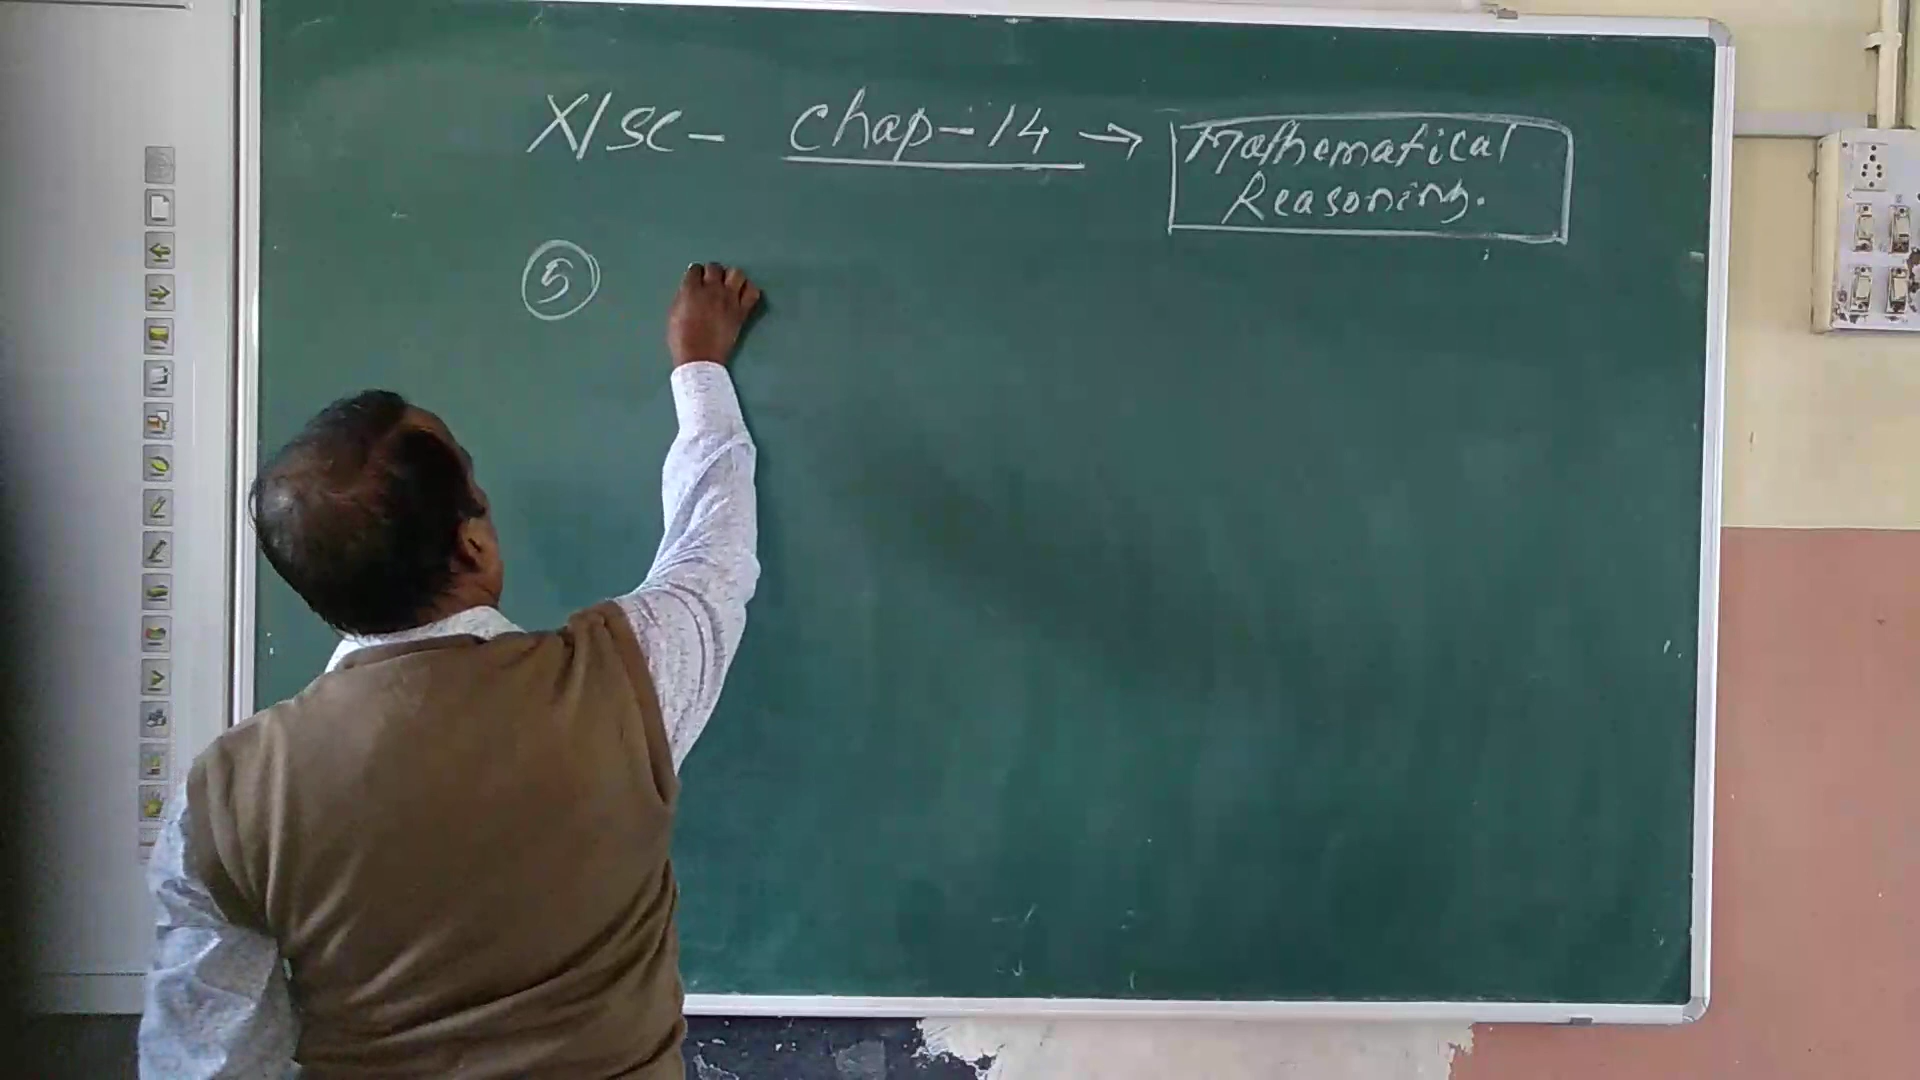 XI SC - Chap-14 → Mathematical
Reasoning.
5